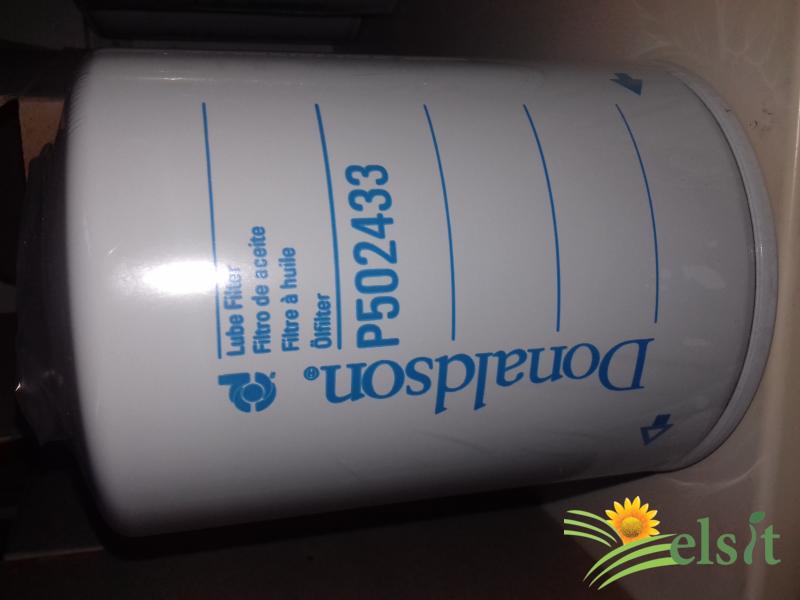 Lube Filter
Filtro de aceite
Filtre à huile
Ölfilter
P502433
Donaldson®
elsit